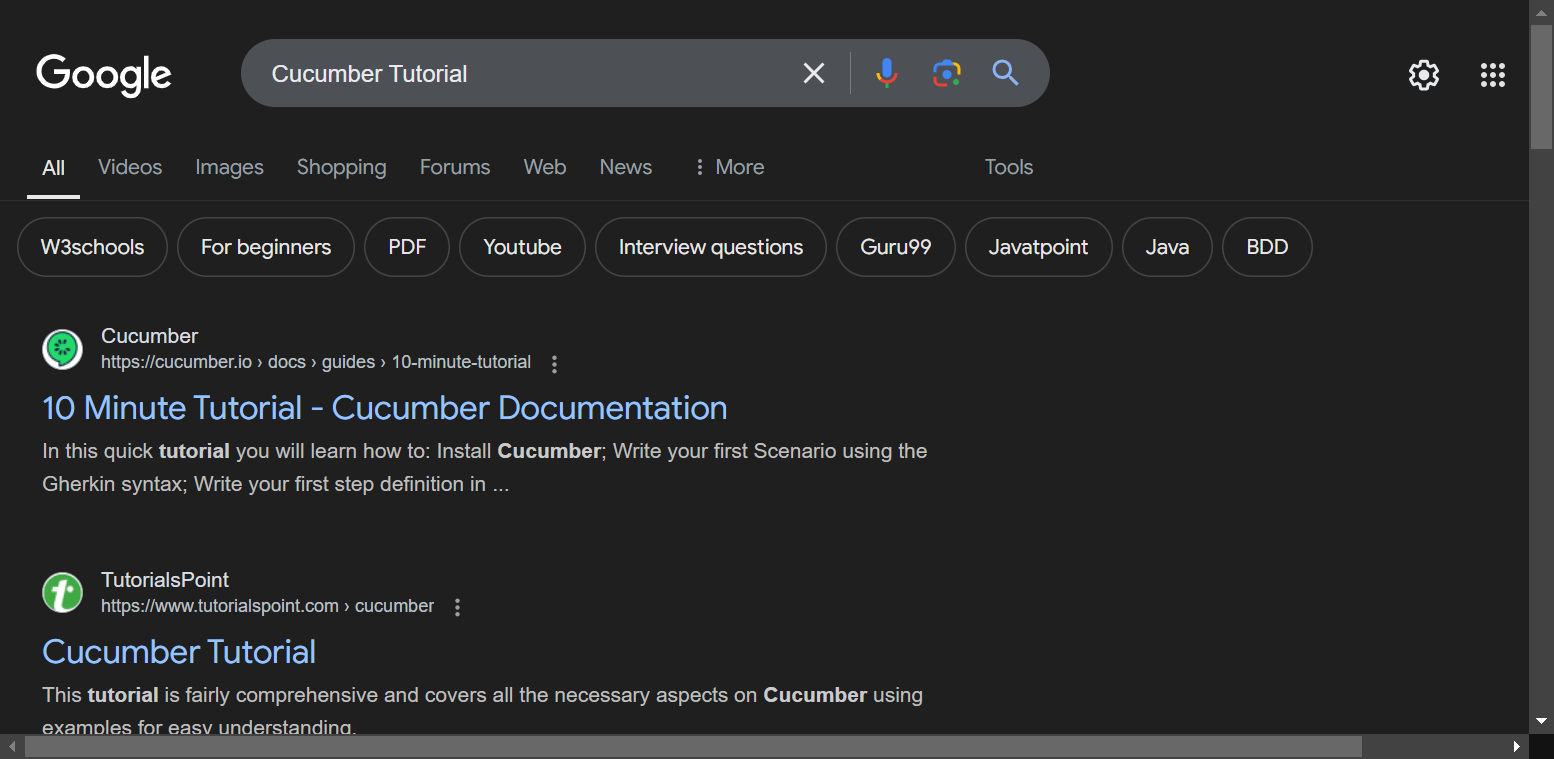 Google
Cucumber Tutorial
All Videos Images Shopping Forums Web News More Tools
W3schools For beginners PDF Youtube Interview questions Guru99 Javatpoint Java BDD
Cucumber
https://cucumber.io › docs › guides › 10-minute-tutorial
10 Minute Tutorial - Cucumber Documentation
In this quick tutorial you will learn how to: Install Cucumber; Write your first Scenario using the
Gherkin syntax; Write your first step definition in ...
TutorialsPoint
https://www.tutorialspoint.com › cucumber
Cucumber Tutorial
This tutorial is fairly comprehensive and covers all the necessary aspects on Cucumber using
examples for easy understanding.